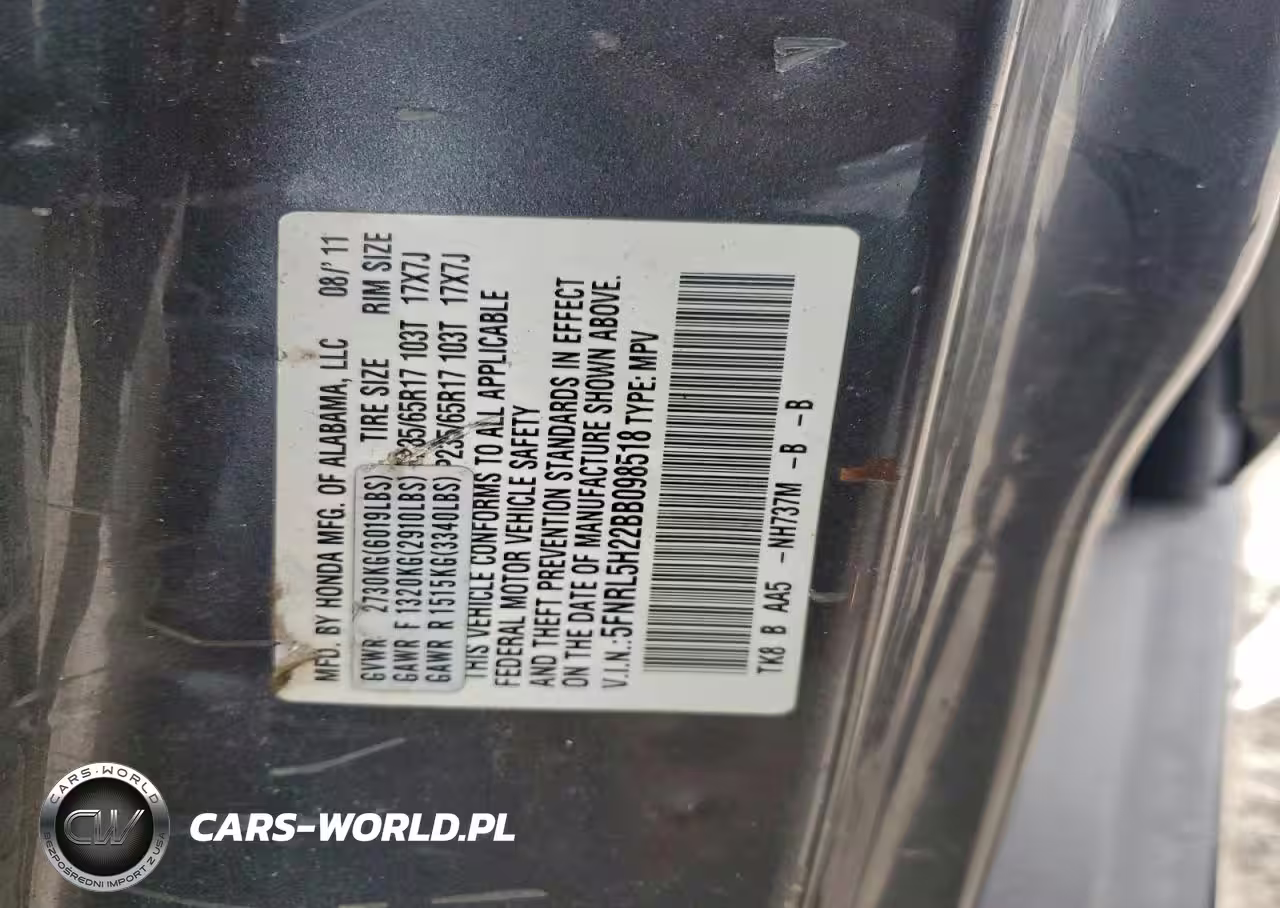 MFD. BY HONDA MFG. OF ALABAMA, LLC 08/'11
TIRE SIZE RIM SIZE
GVWR 2730KG(6019LBS)
GAWR F 1320KG(2910LBS) P235/65R17 103T 17X7J
GAWR R 1515KG(3340LBS) P235/65R17 103T 17X7J
THIS VEHICLE CONFORMS TO ALL APPLICABLE
FEDERAL MOTOR VEHICLE SAFETY
AND THEFT PREVENTION STANDARDS IN EFFECT
ON THE DATE OF MANUFACTURE SHOWN ABOVE.
V.I.N.:5FNRL5H22BB098518 TYPE: MPV
TK8 B AA5 -NH737M -B -B
CARS-WORLD
CW
BEZPOŚREDNI IMPORT Z USA
CARS-WORLD.PL